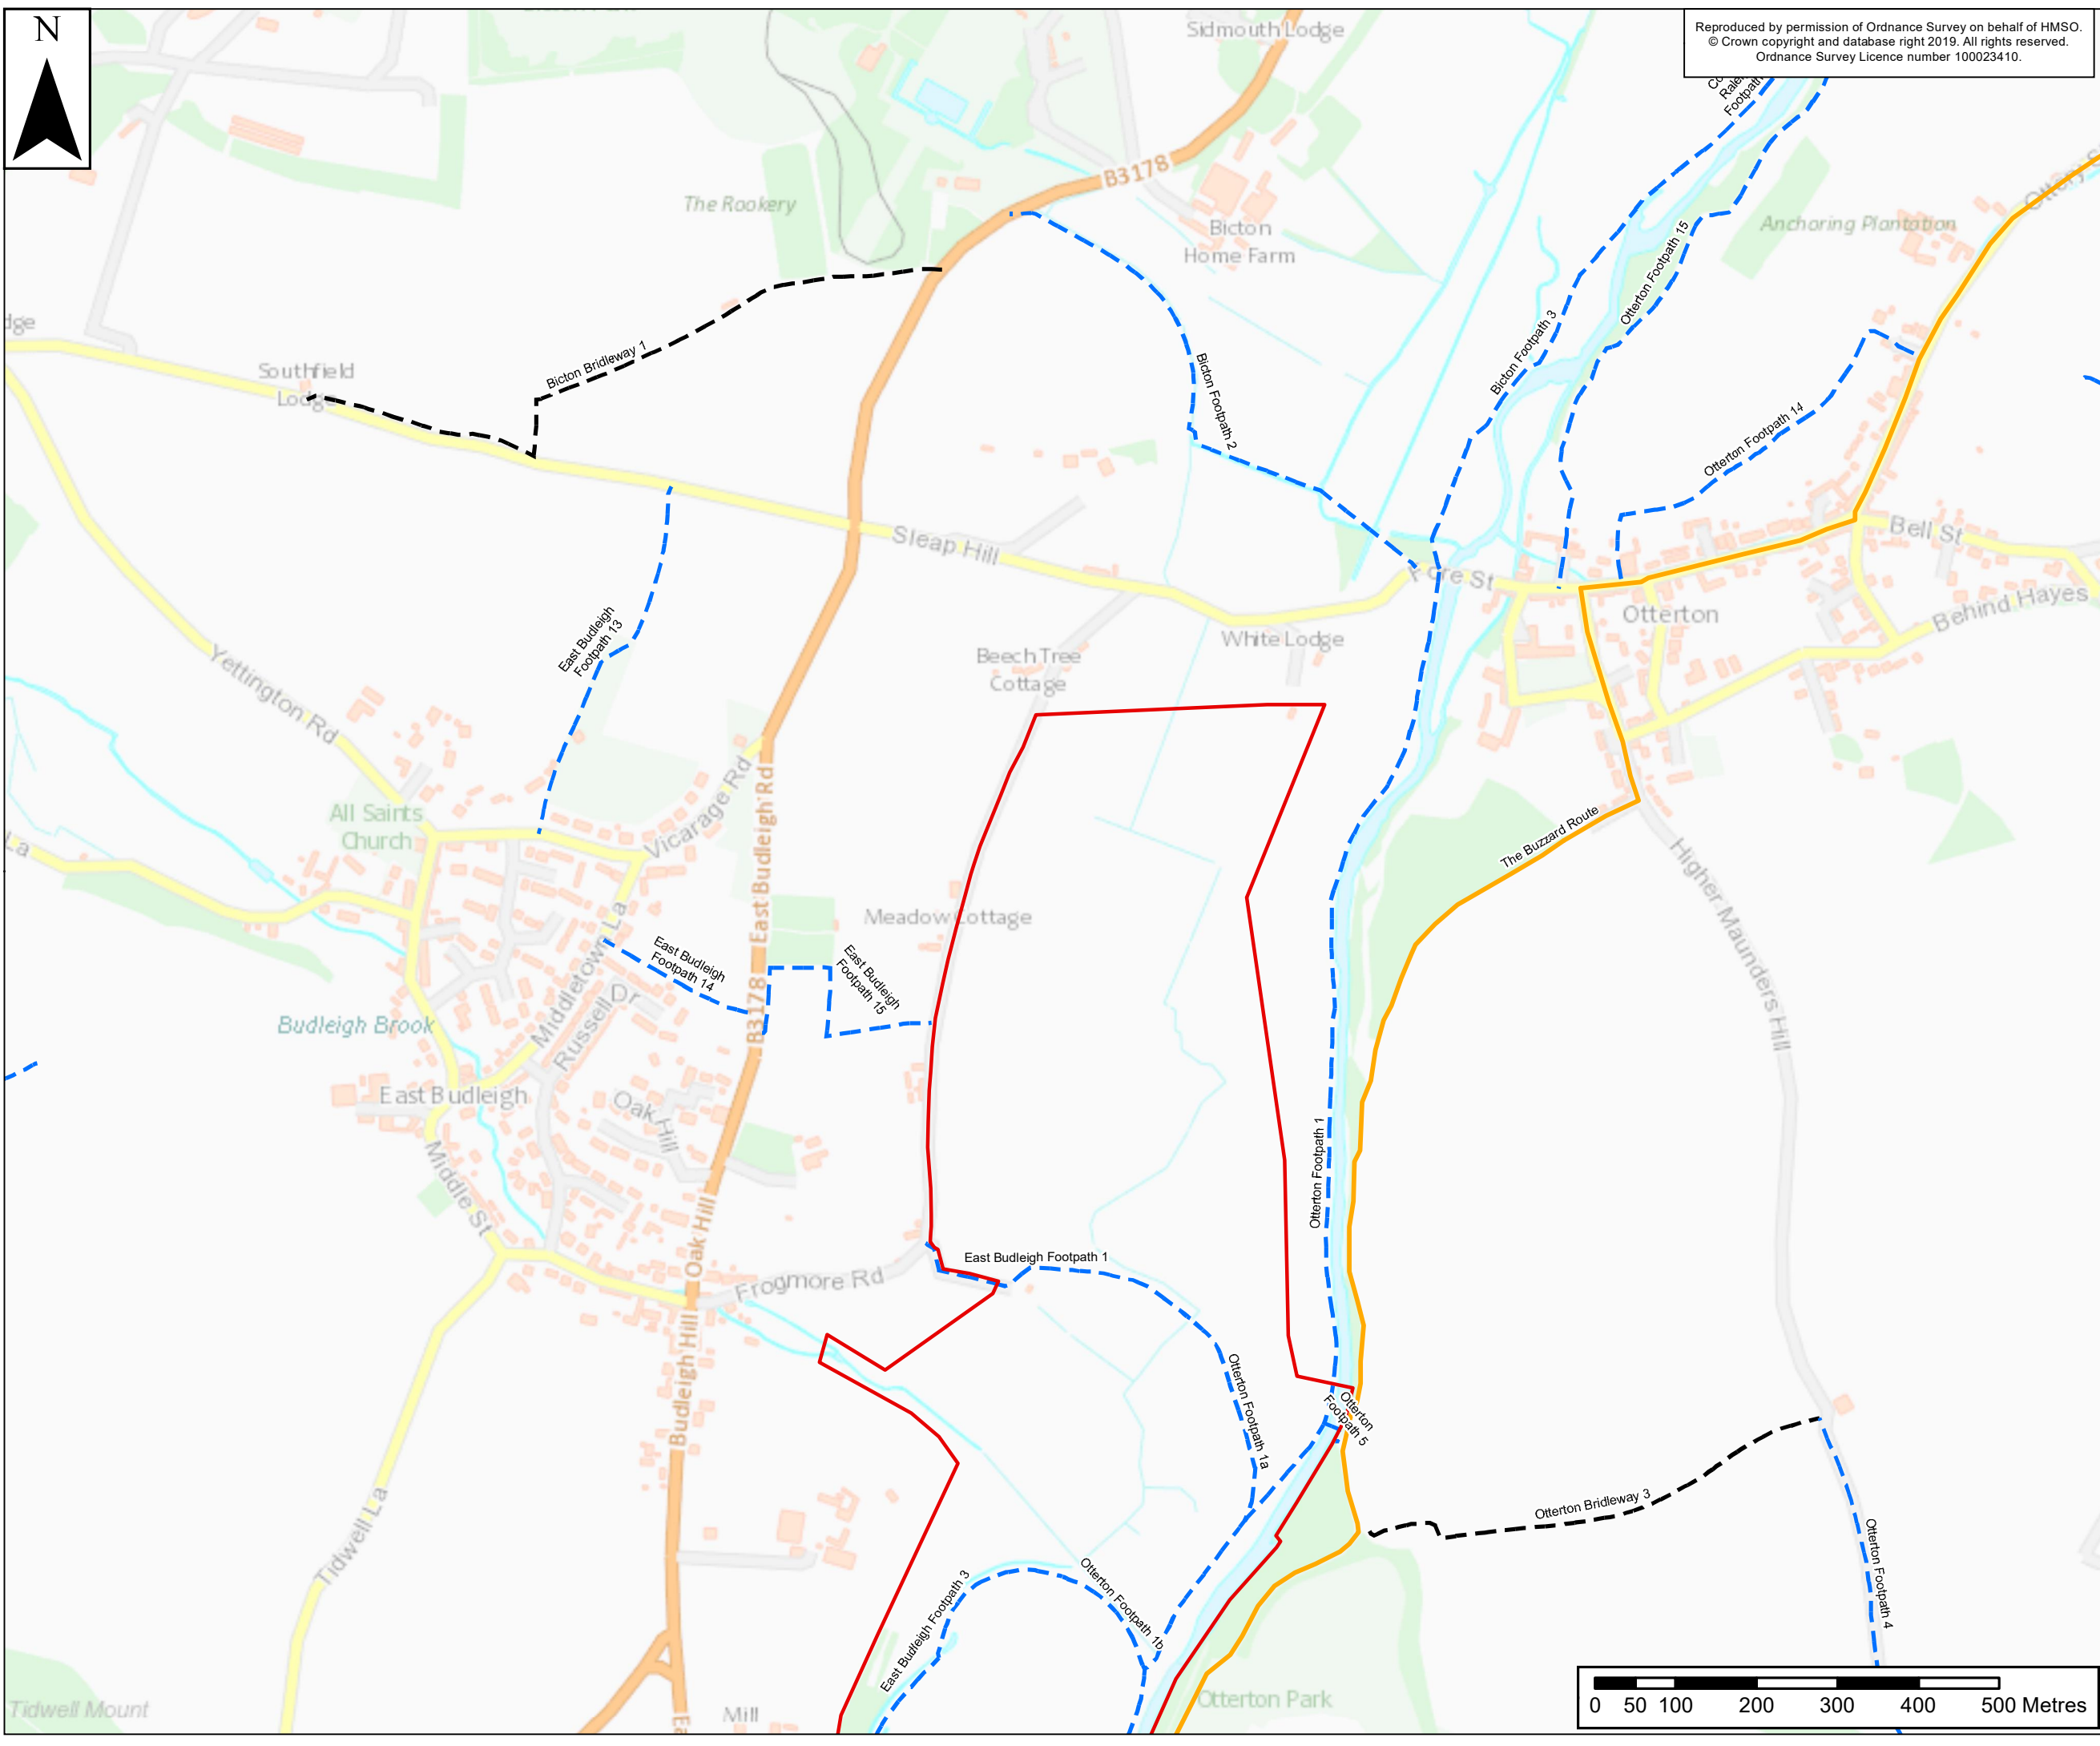 N
Reproduced by permission of Ordnance Survey on behalf of HMSO.
© Crown copyright and database right 2019. All rights reserved.
Ordnance Survey Licence number 100023410.
Sidmouth Lodge
B3178
The Rookery
Bicton
Home Farm
Footpath
Otterton Footpath 15
Anchoring Plantation
Bicton Footpath 3
Southfield
Lodge
Bicton Bridleway 1
Bicton Footpath 2
Otterton Footpath 14
Sleap Hill
Fore St
Bell St
Otterton
Behind Hayes
East Budleigh
Footpath 13
Yettington Rd
Beech Tree
Cottage
White Lodge
All Saints
Church
Vicarage Rd
La
The Buzzard Route
Higher Maunders Hill
B3178 East Budleigh Rd
Meadow Cottage
Middletown La
East Budleigh
Footpath 14
East Budleigh
Footpath 15
Russell Dr
Budleigh Brook
East Budleigh
Oak Hill
Middle St
Otterton Footpath 1
Oak Hill
Frogmore Rd
East Budleigh Footpath 1
Budleigh Hill
Otterton Footpath 1a
Otterton
Footpath 5
Otterton Bridleway 3
Otterton Footpath 4
Tidwell La
East Budleigh Footpath 3
Otterton Footpath 1b
Otterton Park
Tidwell Mount
Mill
0 50 100 200 300 400 500 Metres